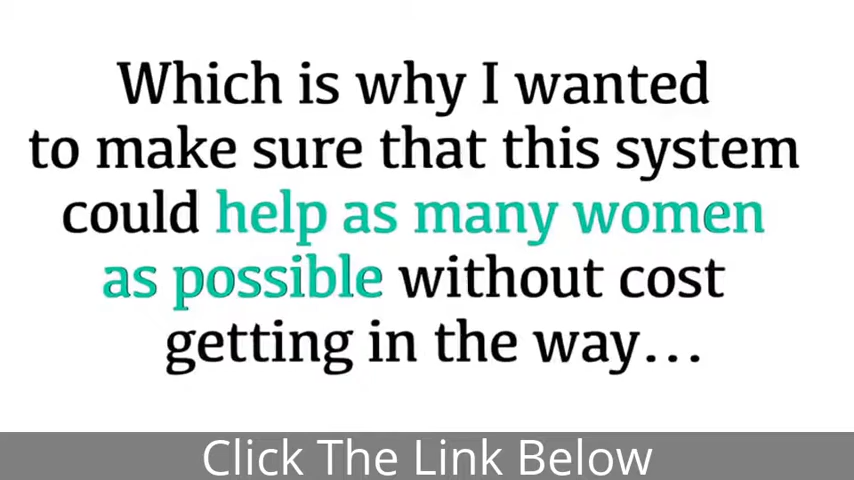 Which is why I wanted
to make sure that this system
could help as many women
as possible without cost
getting in the way...
Click The Link Below